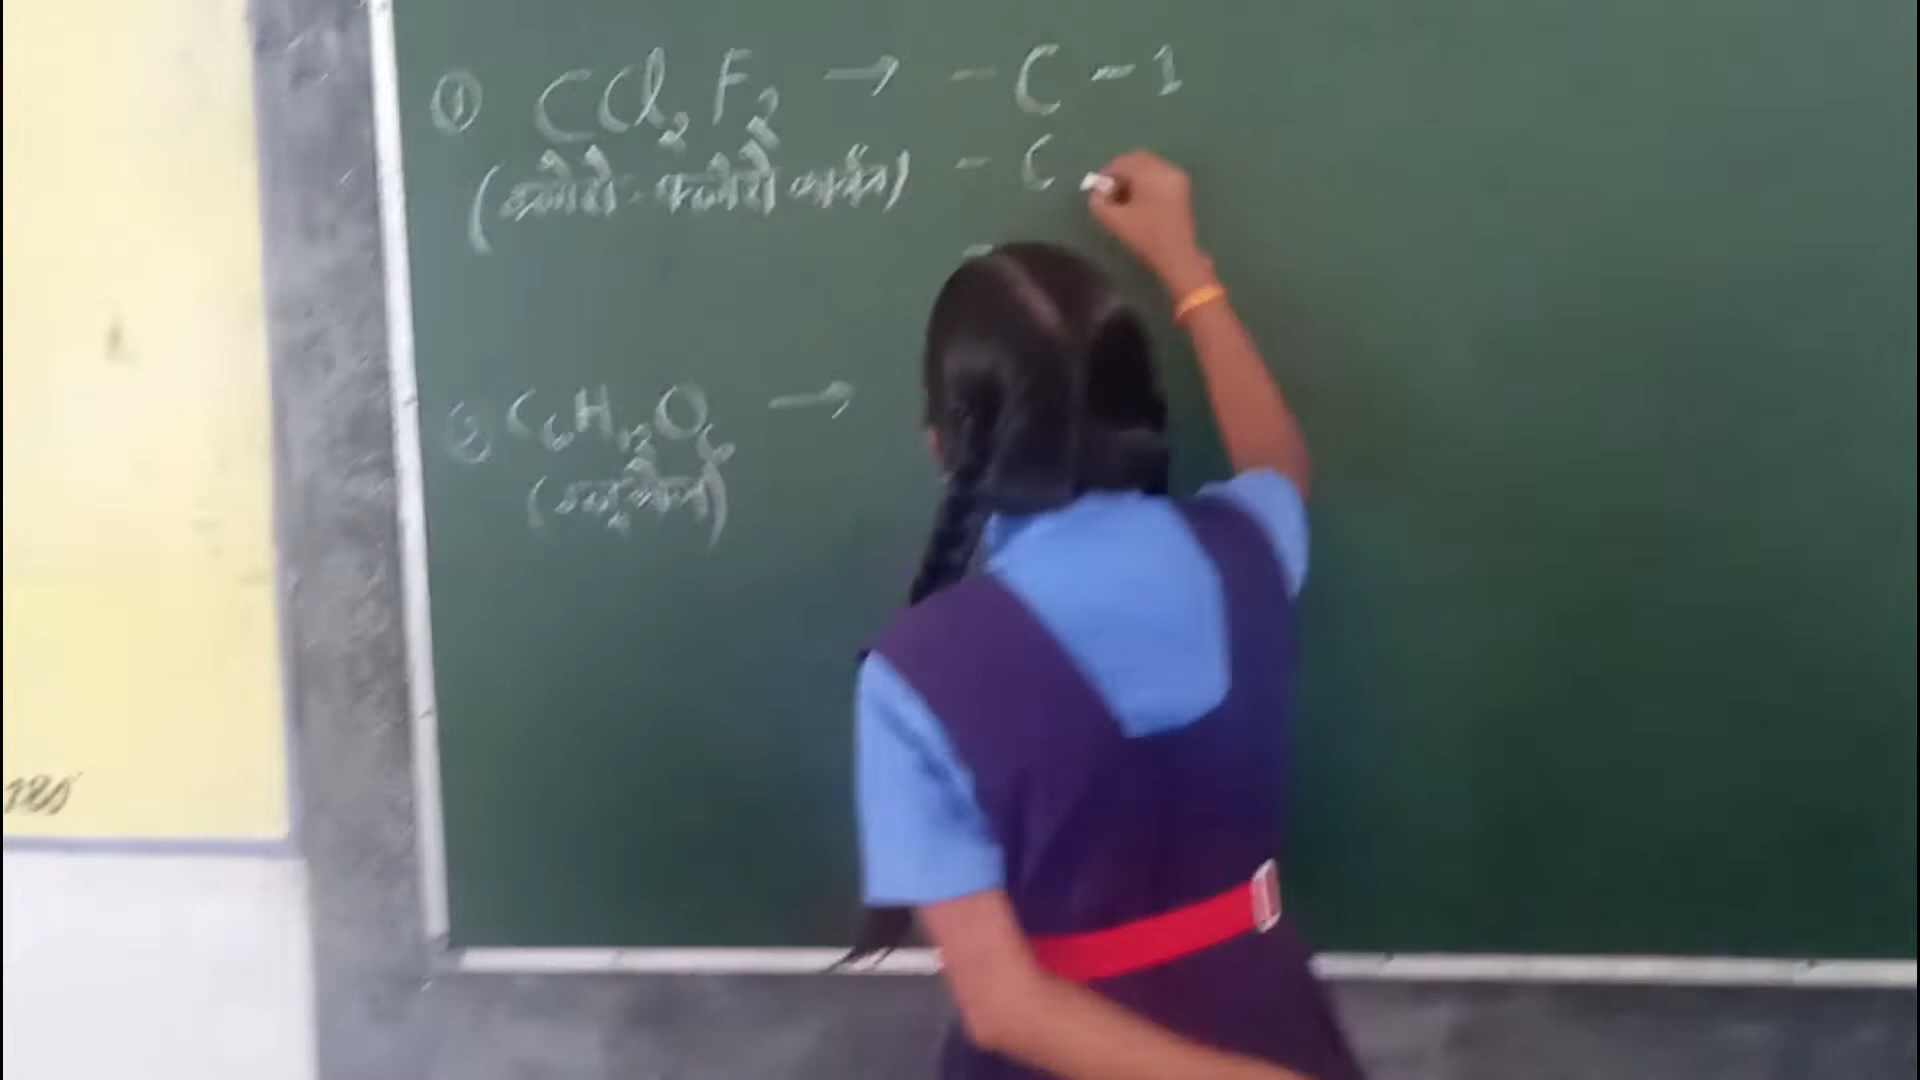 ① CCl₂F₂ → - C - 1
(क्लोरो-फ्लोरो कार्बन) - C
-
② C₆H₁₂O₆ →
(ग्लूकोज)